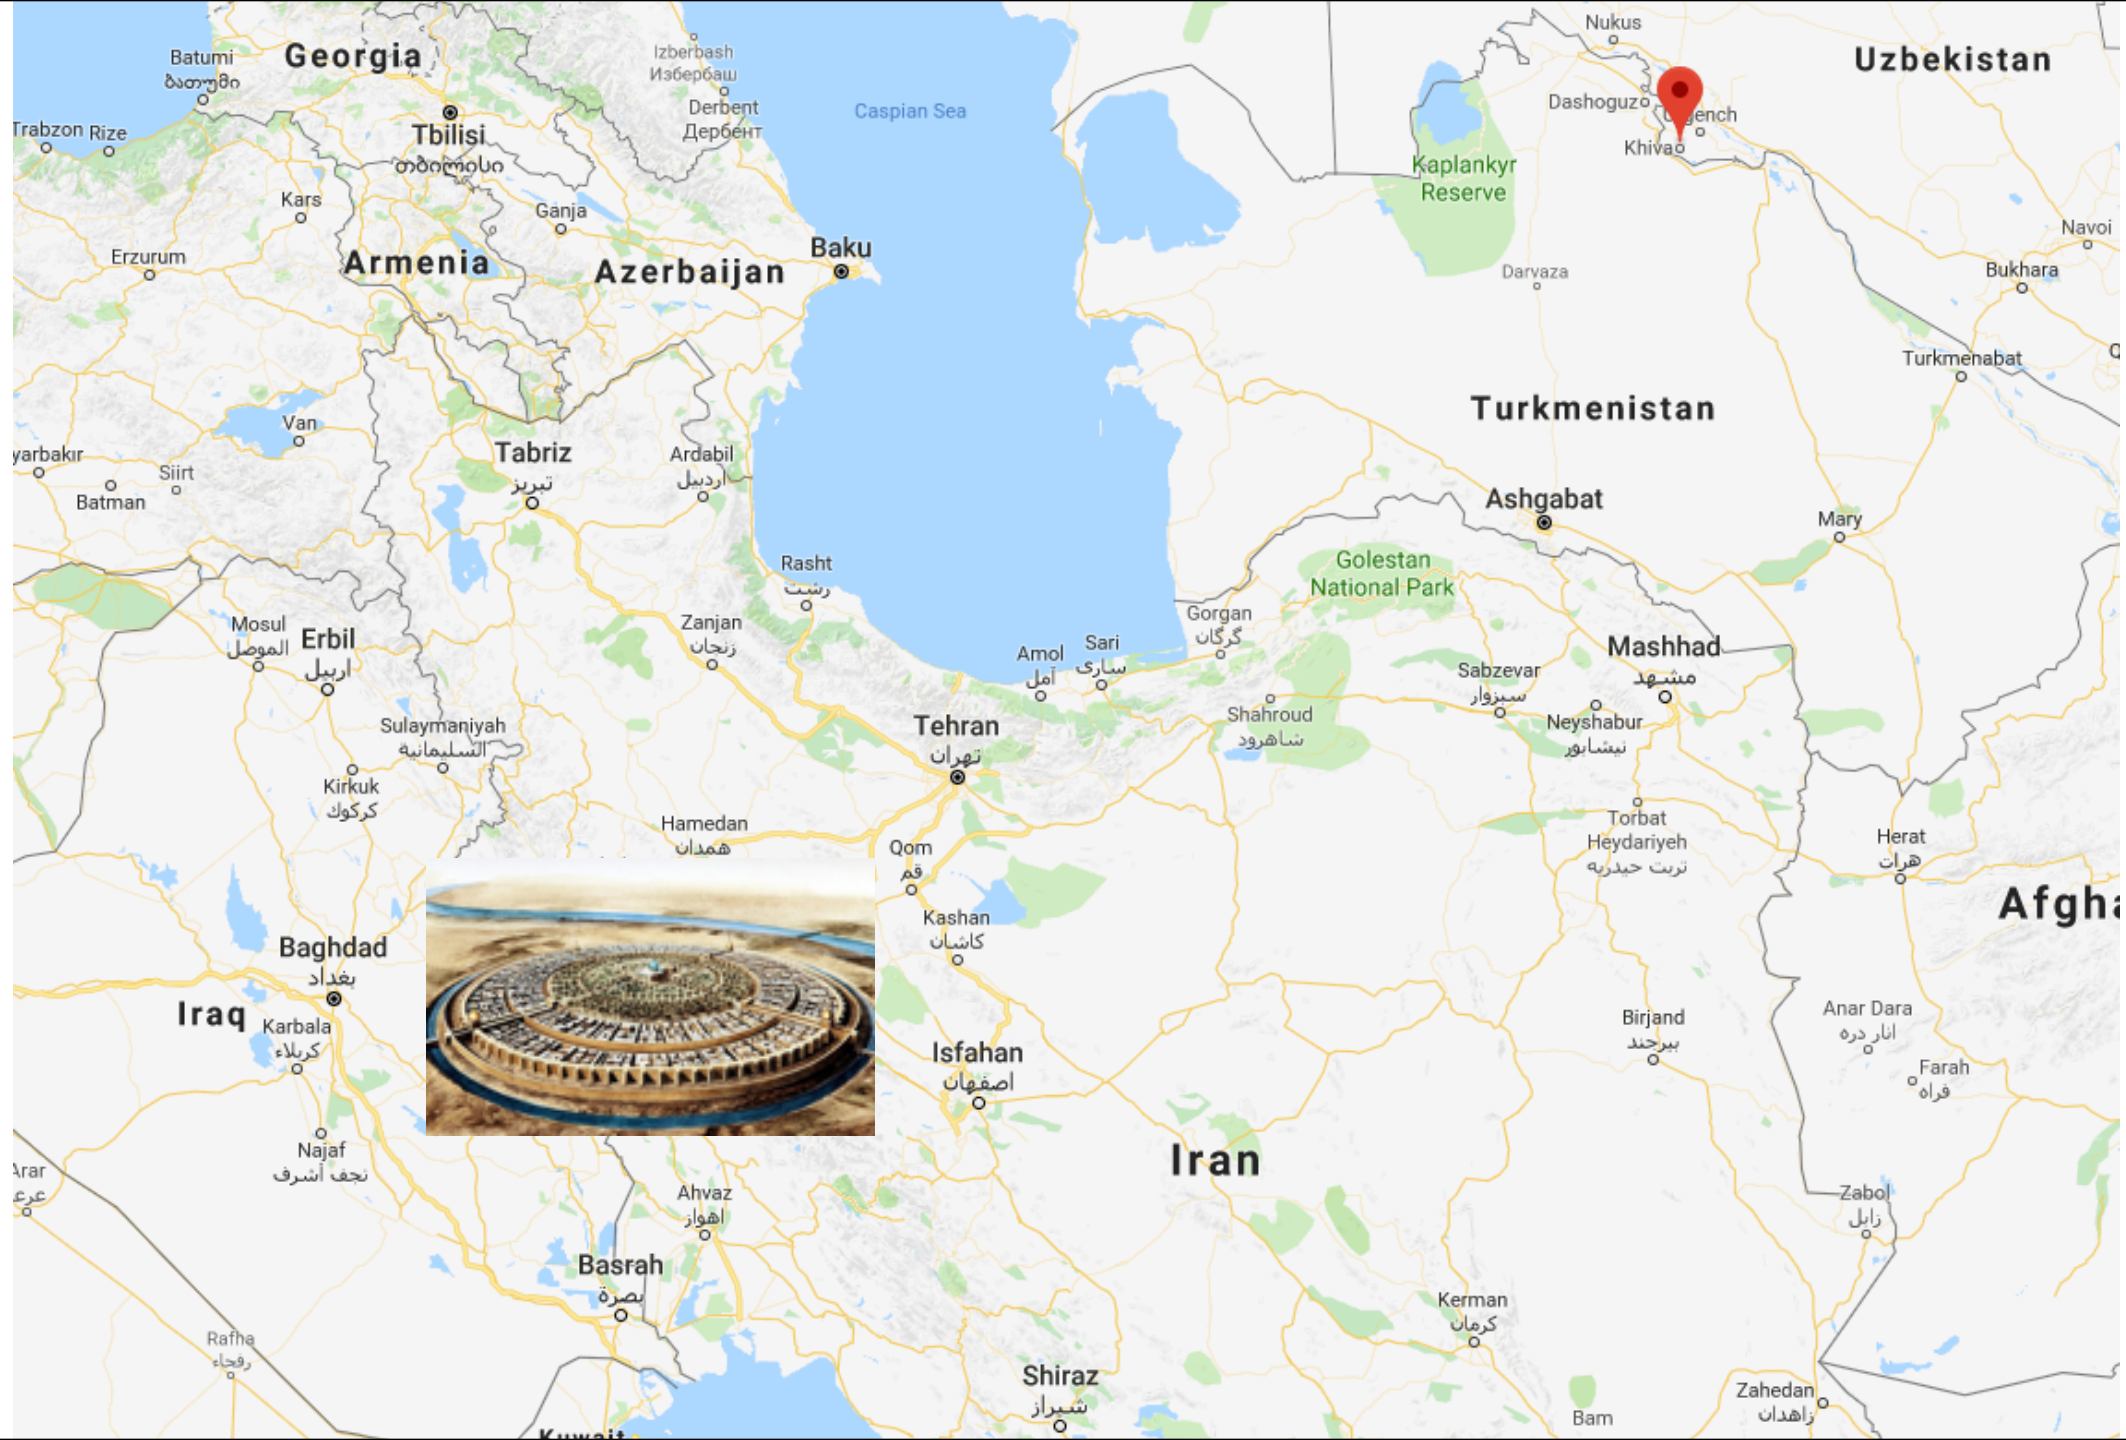 Nukus
Georgia
Batumi
ბათუმი
Izberbash
Избербаш
Uzbekistan
Caspian Sea
Derbent
Дербент
Dashoguz
Trabzon
Rize
Tbilisi
თბილისი
Khiva
Kaplankyr
Reserve
Kars
Ganja
Navoi
Baku
Erzurum
Armenia
Azerbaijan
Darvaza
Bukhara
Turkmenabat
Turkmenistan
Van
Tabriz
تبریز
Ardabil
اردبیل
yarbakır
Siirt
Batman
Ashgabat
Mary
Rasht
رشت
Golestan
National Park
Gorgan
گرگان
Mosul
الموصل
Erbil
اربيل
Zanjan
زنجان
Amol
آمل
Sari
ساری
Mashhad
مشهد
Sabzevar
سبزوار
Neyshabur
نیشابور
Shahroud
شاهرود
Sulaymaniyah
السليمانية
Tehran
تهران
Kirkuk
كركوك
Hamedan
همدان
Torbat
Heydariyeh
تربت حیدریه
Qom
قم
Herat
هرات
Kashan
کاشان
Afgha
Baghdad
بغداد
Iraq
Karbala
كربلاء
Anar Dara
انار دره
Birjand
بیرجند
Isfahan
اصفهان
Farah
فراه
Najaf
نجف أشرف
Iran
Arar
عرع
Ahvaz
اهواز
Zabol
زابل
Basrah
بصرة
Kerman
کرمان
Rafha
رفحاء
Shiraz
شیراز
Zahedan
زاهدان
Bam
Kuwait